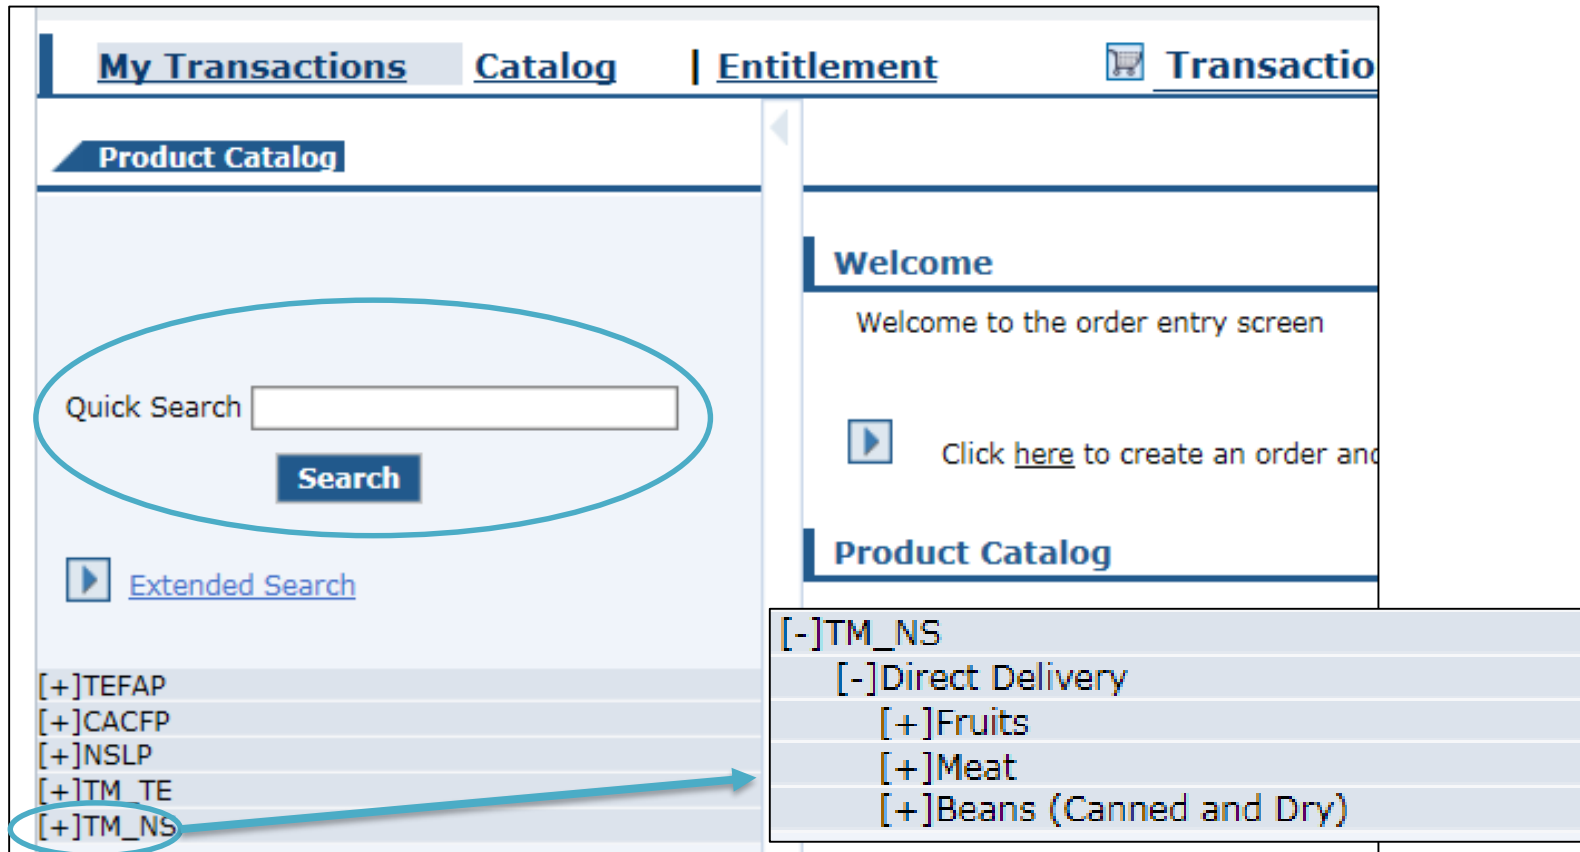 My Transactions Catalog | Entitlement Transactio
Product Catalog
Quick Search
Search
Extended Search
[+]TEFAP
[+]CACFP
[+]NSLP
[+]TM_TE
[+]TM_NS
Welcome
Welcome to the order entry screen
Click here to create an order and
Product Catalog
[-]TM_NS
[-]Direct Delivery
[+]Fruits
[+]Meat
[+]Beans (Canned and Dry)